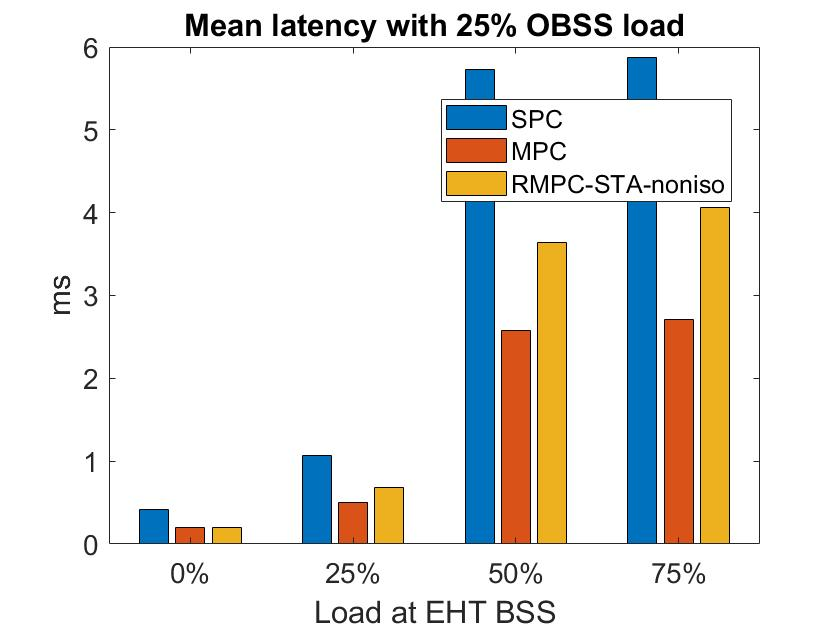 Mean latency with 25% OBSS load
6
5
4
3
2
1
0
ms
SPC
MPC
RMPC-STA-noniso
0% 25% 50% 75%
Load at EHT BSS